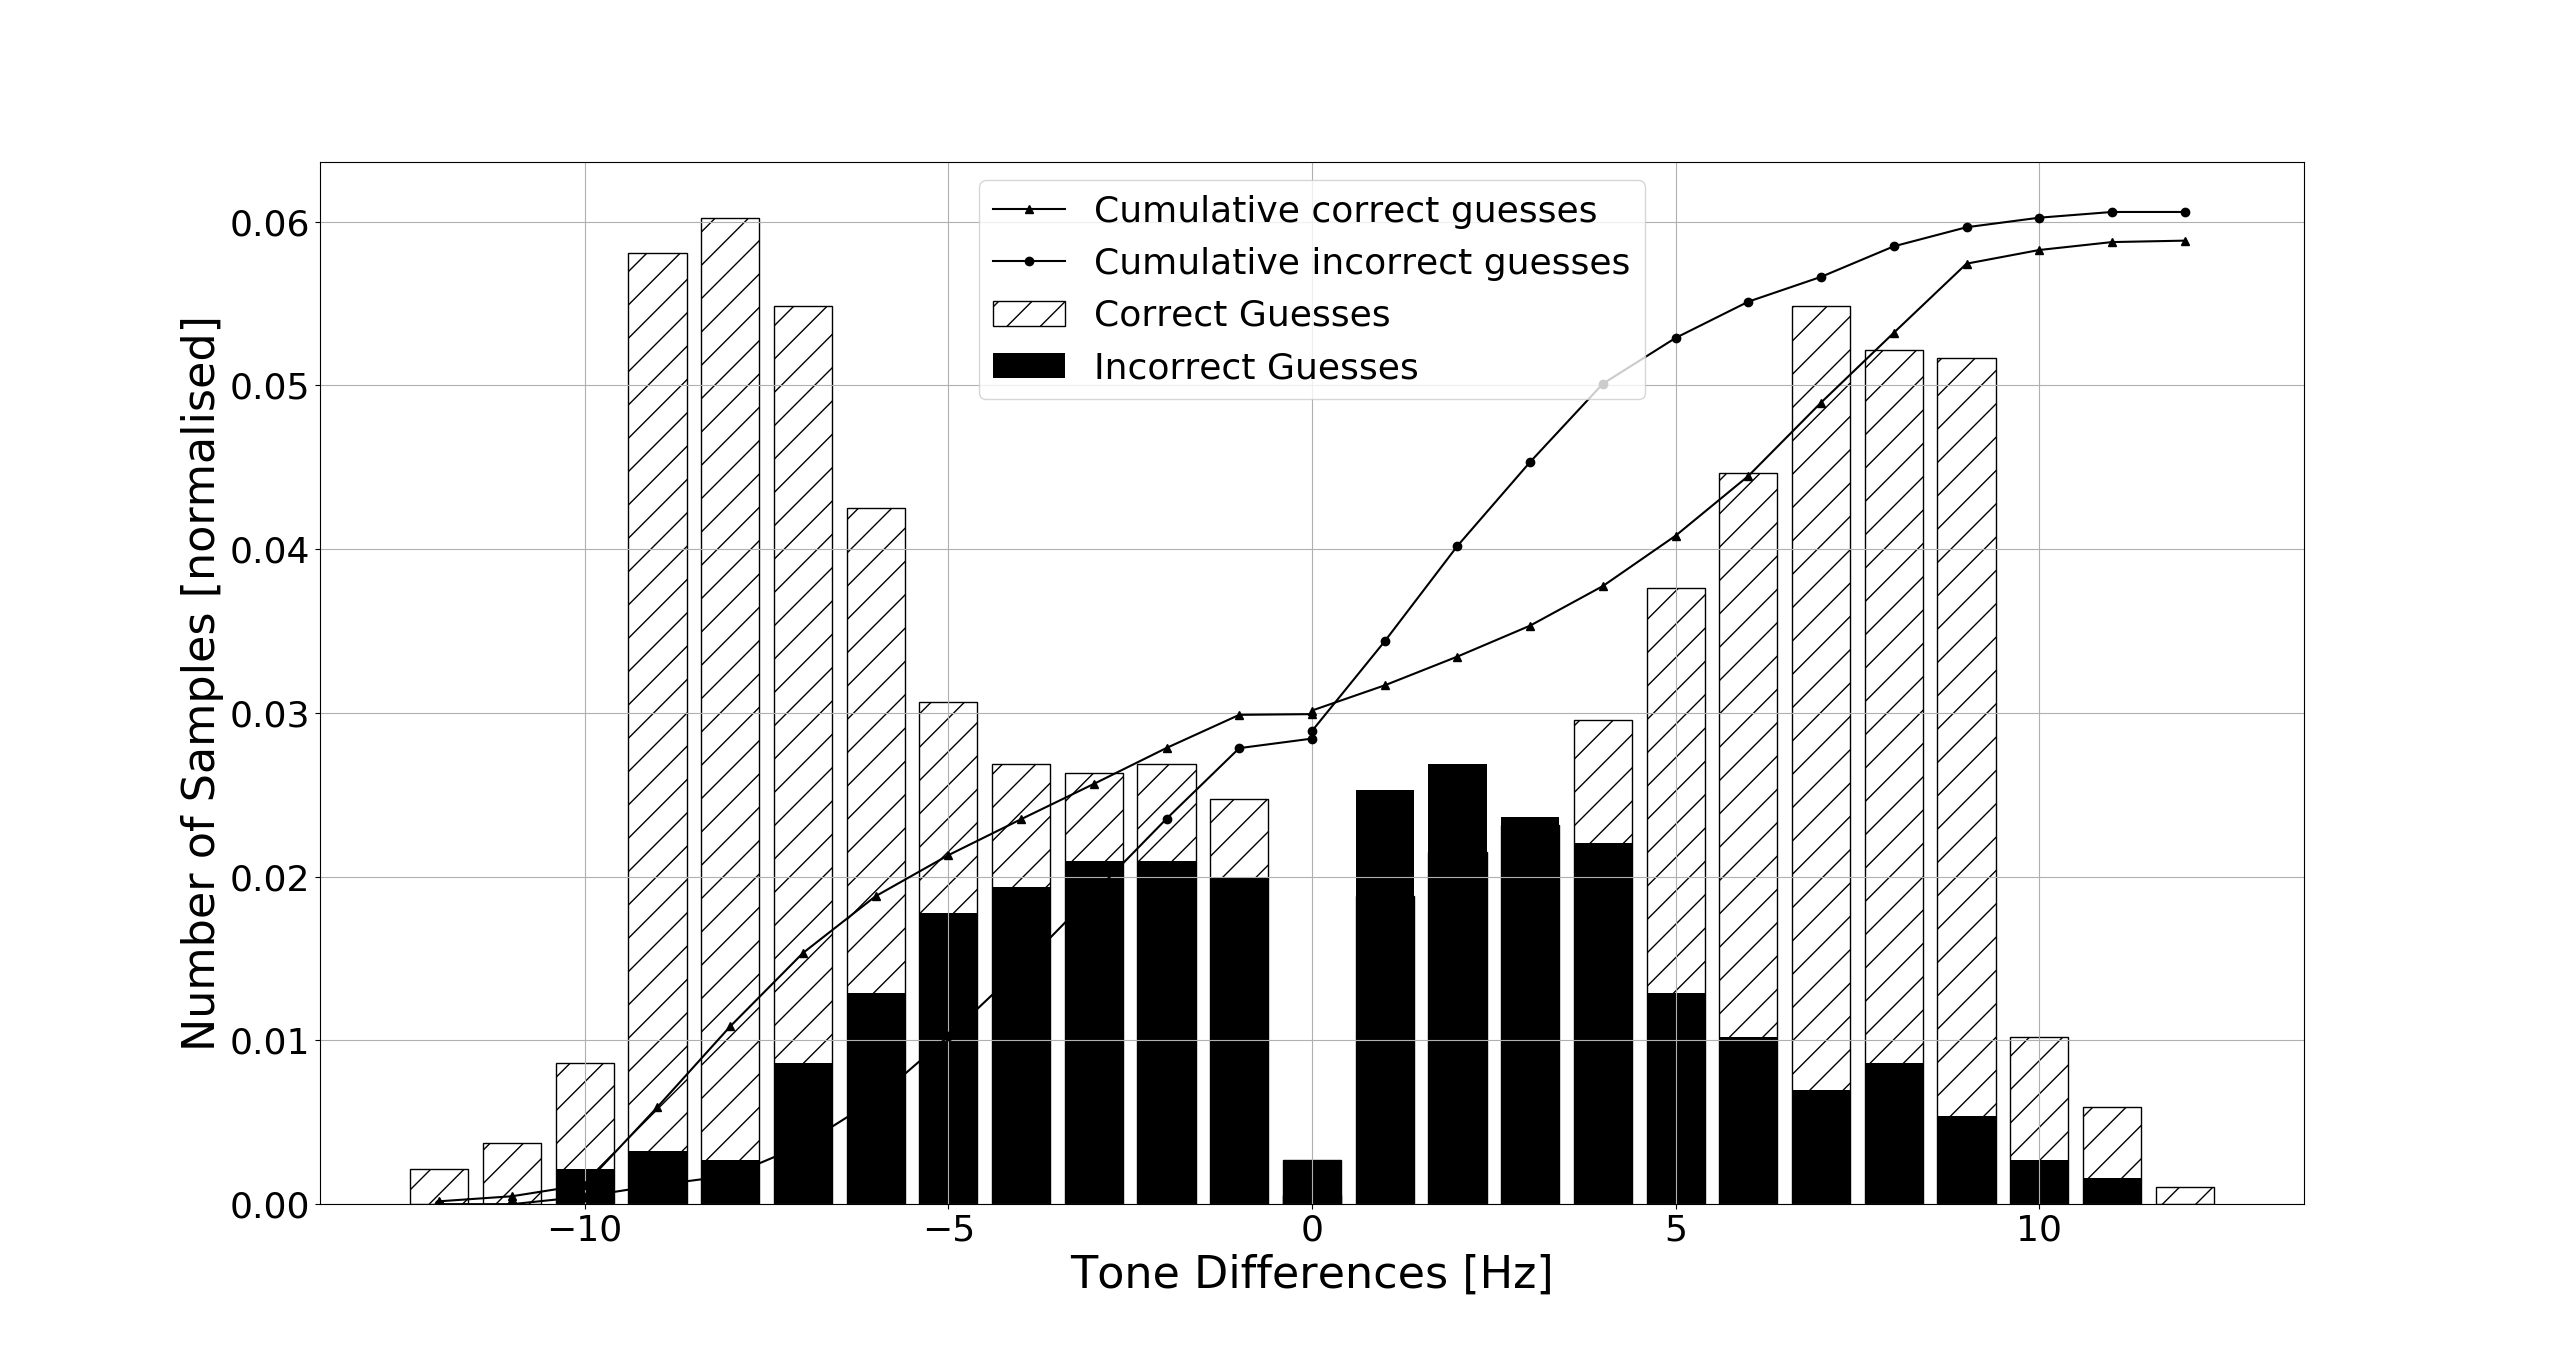 Cumulative correct guesses
Cumulative incorrect guesses
Correct Guesses
Incorrect Guesses
0.06
0.05
0.04
0.03
0.02
0.01
0.00
Number of Samples [normalised]
−10
−5
0
5
10
Tone Differences [Hz]